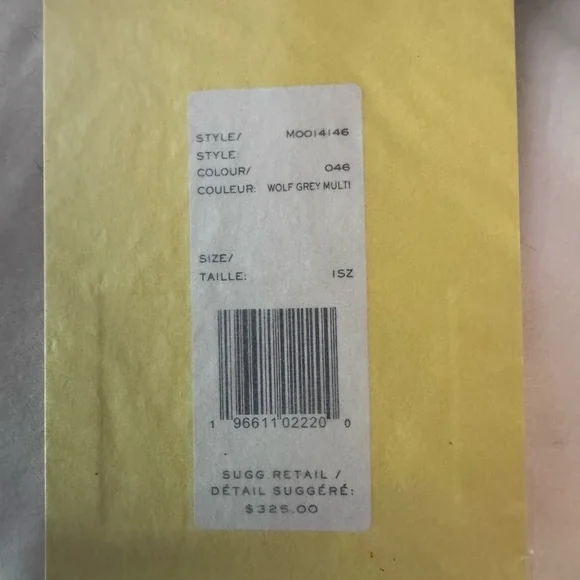 STYLE/ M0014146
STYLE:
COLOUR/ 046
COULEUR: WOLF GREY MULTI
SIZE/
TAILLE: 1SZ
1 96611 02220 0
SUGG.RETAIL /
DÉTAIL SUGGÉRÉ:
$325.00